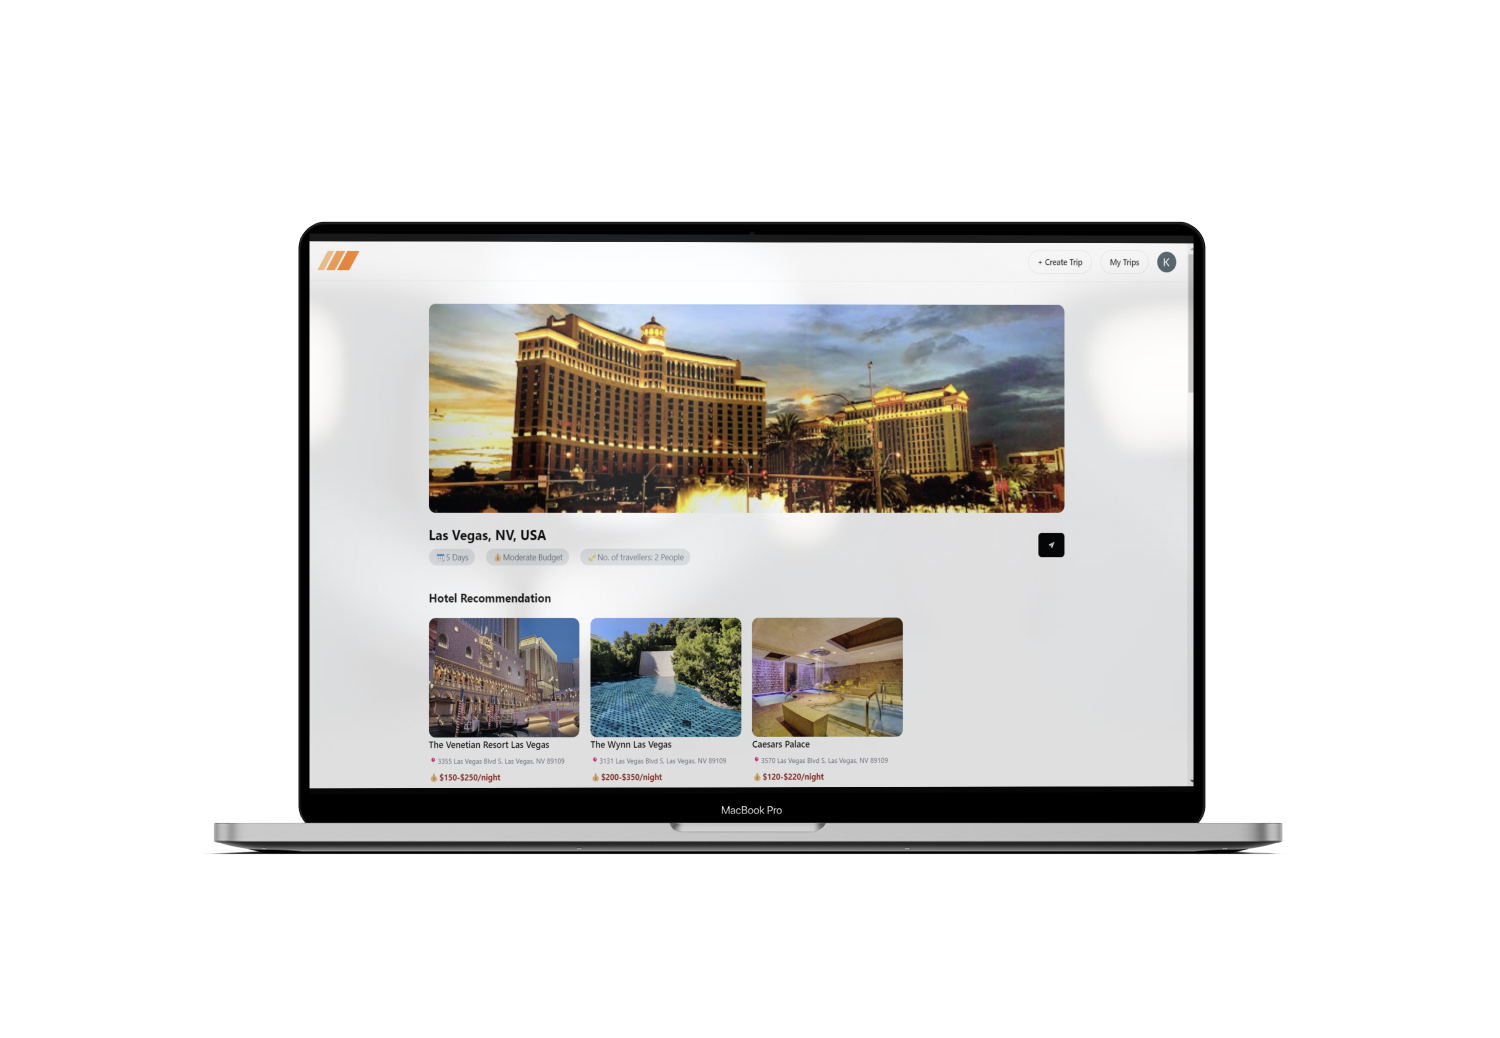 + Create Trip
My Trips
K
Las Vegas, NV, USA
5 Days
Moderate Budget
No. of travellers: 2 People
Hotel Recommendation
The Venetian Resort Las Vegas
3355 Las Vegas Blvd S, Las Vegas, NV 89109
$150-$250/night
The Wynn Las Vegas
3131 Las Vegas Blvd S, Las Vegas, NV 89109
$200-$350/night
Caesars Palace
3570 Las Vegas Blvd S, Las Vegas, NV 89109
$120-$220/night
MacBook Pro